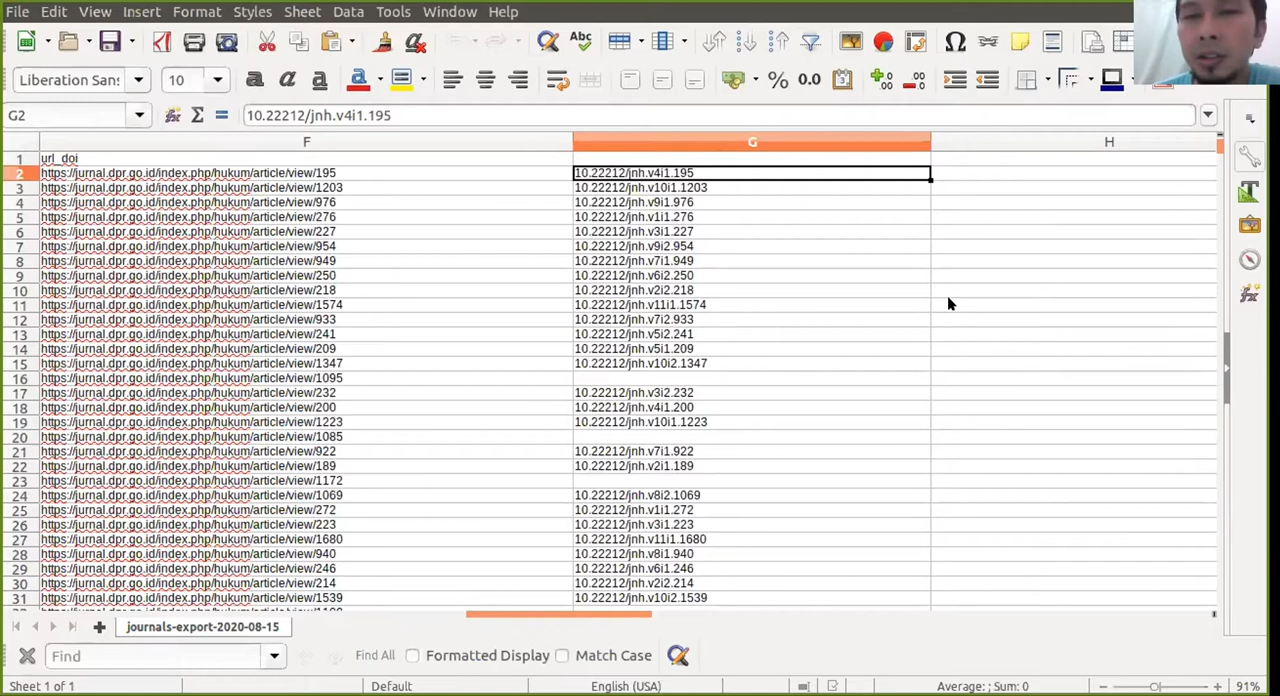 File Edit View Insert Format Styles Sheet Data Tools Window Help
Liberation Sans 10
G2 10.22212/jnh.v4i1.195
F G H
1 url_doi
2 https://jurnal.dpr.go.id/index.php/hukum/article/view/195 10.22212/jnh.v4i1.195
3 https://jurnal.dpr.go.id/index.php/hukum/article/view/1203 10.22212/jnh.v10i1.1203
4 https://jurnal.dpr.go.id/index.php/hukum/article/view/976 10.22212/jnh.v9i1.976
5 https://jurnal.dpr.go.id/index.php/hukum/article/view/276 10.22212/jnh.v1i1.276
6 https://jurnal.dpr.go.id/index.php/hukum/article/view/227 10.22212/jnh.v3i1.227
7 https://jurnal.dpr.go.id/index.php/hukum/article/view/954 10.22212/jnh.v9i2.954
8 https://jurnal.dpr.go.id/index.php/hukum/article/view/949 10.22212/jnh.v7i1.949
9 https://jurnal.dpr.go.id/index.php/hukum/article/view/250 10.22212/jnh.v6i2.250
10 https://jurnal.dpr.go.id/index.php/hukum/article/view/218 10.22212/jnh.v2i2.218
11 https://jurnal.dpr.go.id/index.php/hukum/article/view/1574 10.22212/jnh.v11i1.1574
12 https://jurnal.dpr.go.id/index.php/hukum/article/view/933 10.22212/jnh.v7i2.933
13 https://jurnal.dpr.go.id/index.php/hukum/article/view/241 10.22212/jnh.v5i2.241
14 https://jurnal.dpr.go.id/index.php/hukum/article/view/209 10.22212/jnh.v5i1.209
15 https://jurnal.dpr.go.id/index.php/hukum/article/view/1347 10.22212/jnh.v10i2.1347
16 https://jurnal.dpr.go.id/index.php/hukum/article/view/1095
17 https://jurnal.dpr.go.id/index.php/hukum/article/view/232 10.22212/jnh.v3i2.232
18 https://jurnal.dpr.go.id/index.php/hukum/article/view/200 10.22212/jnh.v4i1.200
19 https://jurnal.dpr.go.id/index.php/hukum/article/view/1223 10.22212/jnh.v10i1.1223
20 https://jurnal.dpr.go.id/index.php/hukum/article/view/1085
21 https://jurnal.dpr.go.id/index.php/hukum/article/view/922 10.22212/jnh.v7i1.922
22 https://jurnal.dpr.go.id/index.php/hukum/article/view/189 10.22212/jnh.v2i1.189
23 https://jurnal.dpr.go.id/index.php/hukum/article/view/1172
24 https://jurnal.dpr.go.id/index.php/hukum/article/view/1069 10.22212/jnh.v8i2.1069
25 https://jurnal.dpr.go.id/index.php/hukum/article/view/272 10.22212/jnh.v1i1.272
26 https://jurnal.dpr.go.id/index.php/hukum/article/view/223 10.22212/jnh.v3i1.223
27 https://jurnal.dpr.go.id/index.php/hukum/article/view/1680 10.22212/jnh.v11i1.1680
28 https://jurnal.dpr.go.id/index.php/hukum/article/view/940 10.22212/jnh.v8i1.940
29 https://jurnal.dpr.go.id/index.php/hukum/article/view/246 10.22212/jnh.v6i1.246
30 https://jurnal.dpr.go.id/index.php/hukum/article/view/214 10.22212/jnh.v2i2.214
31 https://jurnal.dpr.go.id/index.php/hukum/article/view/1539 10.22212/jnh.v10i2.1539
journals-export-2020-08-15
Find Find All Formatted Display Match Case
Sheet 1 of 1 Default English (USA) Average: ; Sum: 0 91%